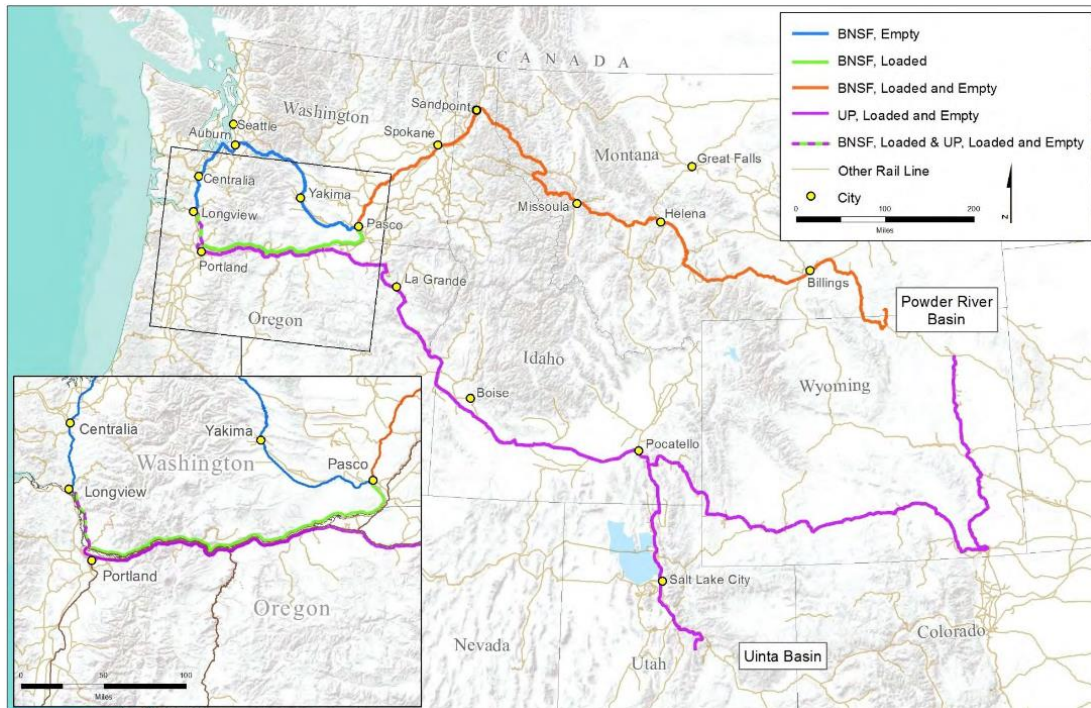 CANADA
BNSF, Empty
BNSF, Loaded
BNSF, Loaded and Empty
UP, Loaded and Empty
BNSF, Loaded & UP, Loaded and Empty
Other Rail Line
City
0 100 200
Miles
N
Washington
Seattle
Auburn
Centralia
Longview
Portland
Yakima
Pasco
Spokane
Sandpoint
Montana
Great Falls
Missoula
Helena
Billings
Powder River
Basin
La Grande
Oregon
Idaho
Boise
Wyoming
Pocatello
Salt Lake City
Nevada
Utah
Uinta Basin
Colorado
Centralia
Yakima
Washington
Pasco
Longview
Portland
Oregon
0 50 100
Miles